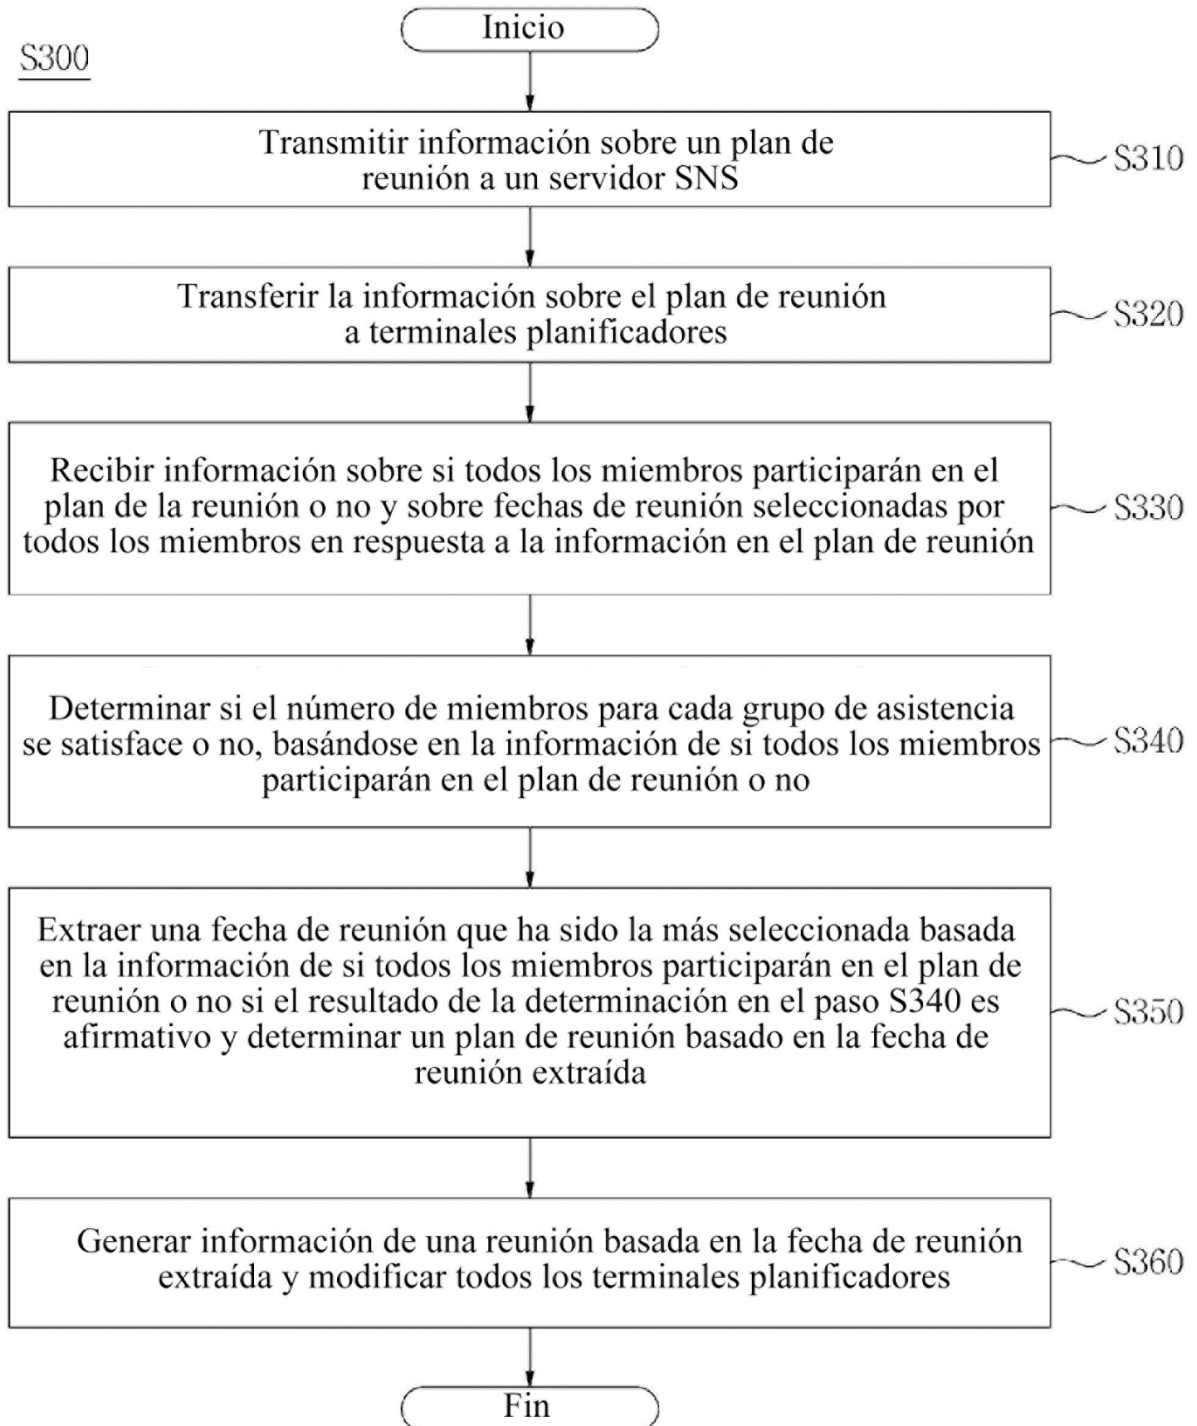 Inicio
S300
Transmitir información sobre un plan de
reunión a un servidor SNS
S310
Transferir la información sobre el plan de reunión
a terminales planificadores
S320
Recibir información sobre si todos los miembros participarán en el
plan de la reunión o no y sobre fechas de reunión seleccionadas por
todos los miembros en respuesta a la información en el plan de reunión
S330
Determinar si el número de miembros para cada grupo de asistencia
se satisface o no, basándose en la información de si todos los miembros
participarán en el plan de reunión o no
S340
Extraer una fecha de reunión que ha sido la más seleccionada basada
en la información de si todos los miembros participarán en el plan de
reunión o no si el resultado de la determinación en el paso S340 es
afirmativo y determinar un plan de reunión basado en la fecha de
reunión extraída
S350
Generar información de una reunión basada en la fecha de reunión
extraída y modificar todos los terminales planificadores
S360
Fin